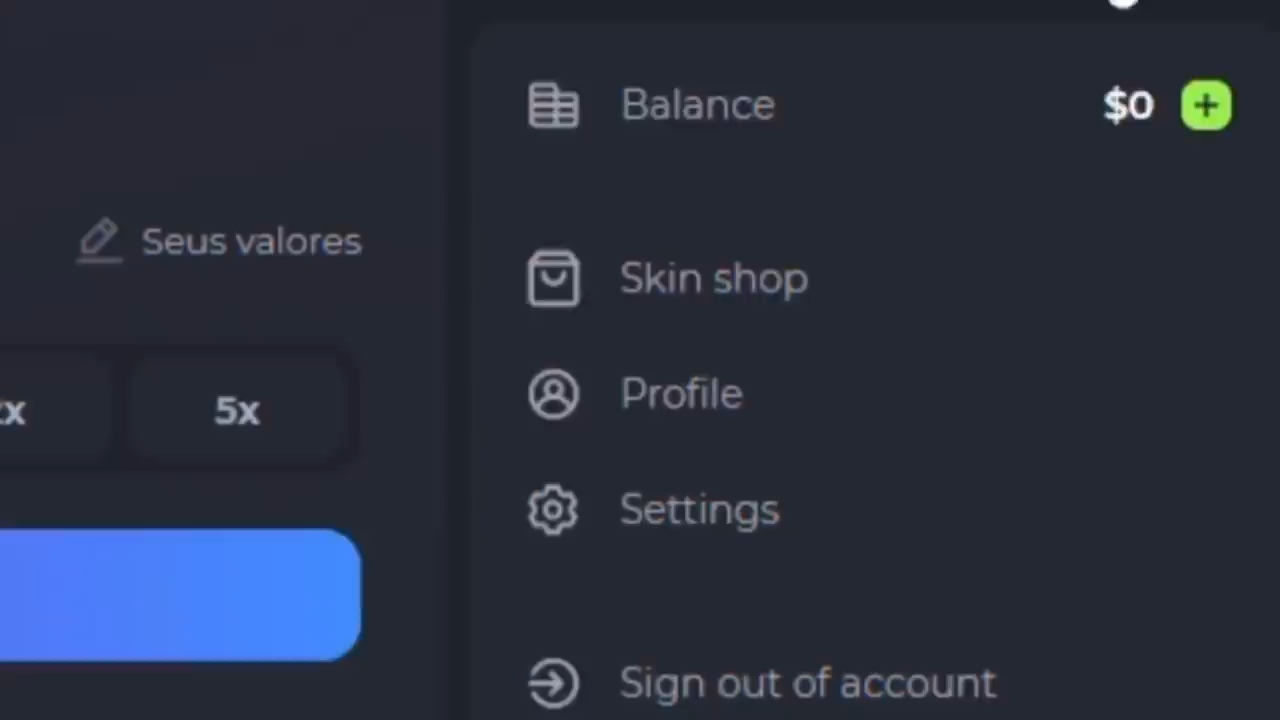 Balance $0 +
Seus valores
Skin shop
Profile
5x
Settings
Sign out of account